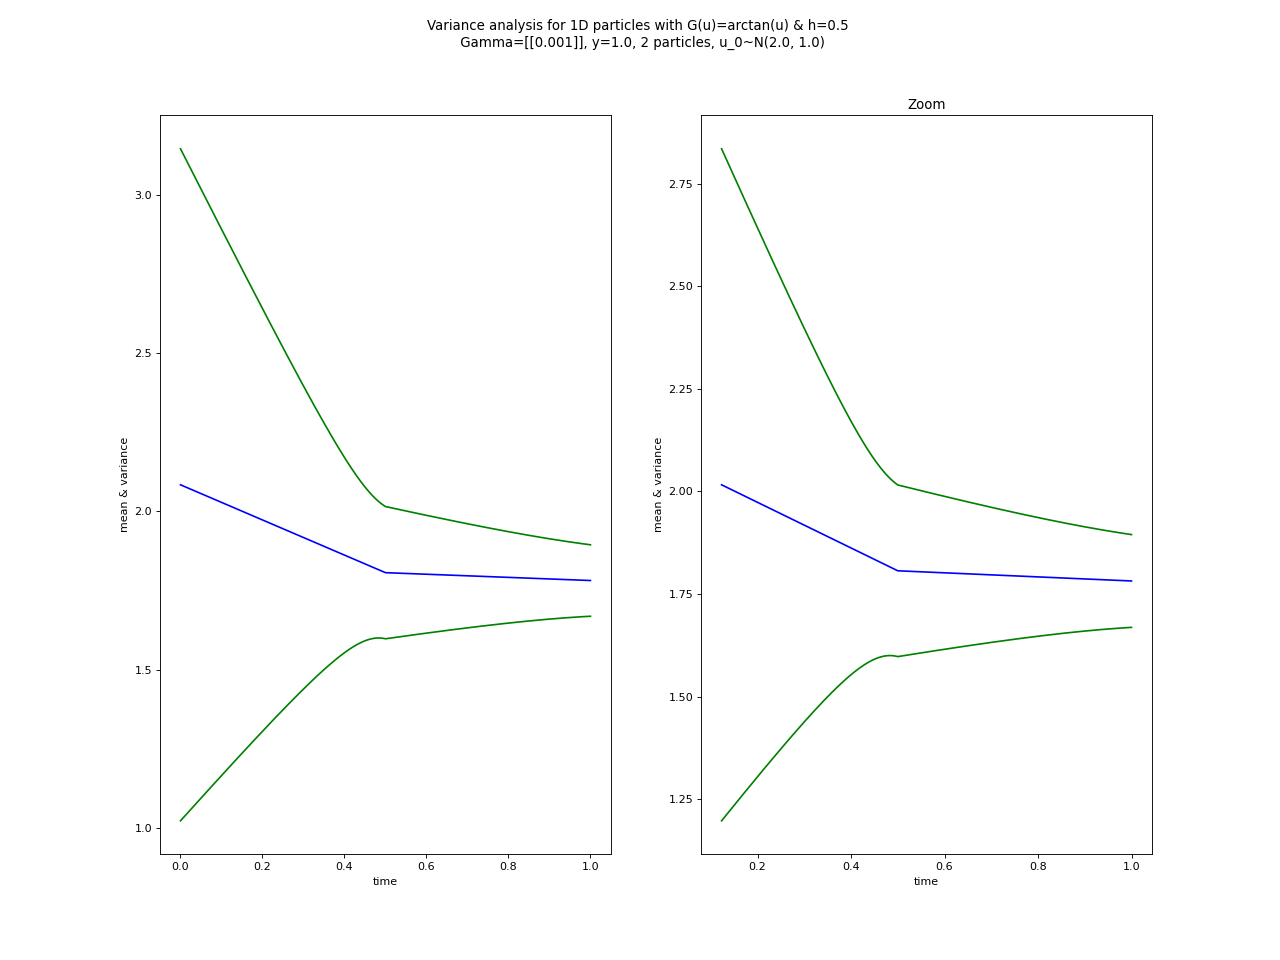 Variance analysis for 1D particles with G(u)=arctan(u) & h=0.5
Gamma=[[0.001]], y=1.0, 2 particles, u_0~N(2.0, 1.0)
mean & variance
3.0
2.5
2.0
1.5
1.0
0.0 0.2 0.4 0.6 0.8 1.0
time
Zoom
mean & variance
2.75
2.50
2.25
2.00
1.75
1.50
1.25
0.2 0.4 0.6 0.8 1.0
time